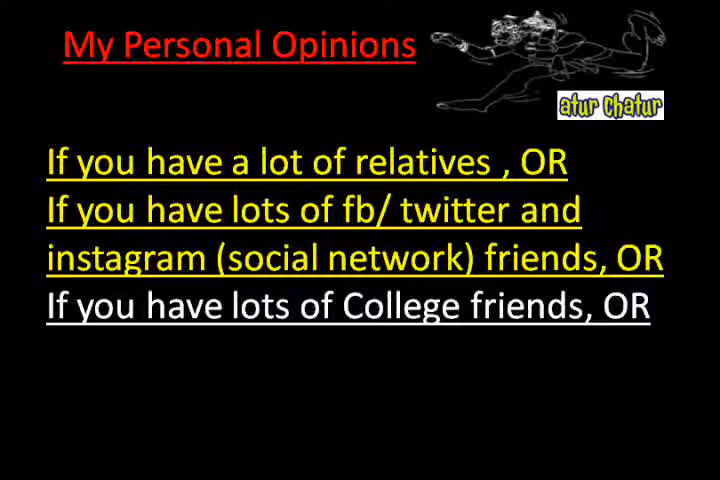 My Personal Opinions
atur chatur
If you have a lot of relatives , OR
If you have lots of fb/ twitter and
instagram (social network) friends, OR
If you have lots of College friends, OR